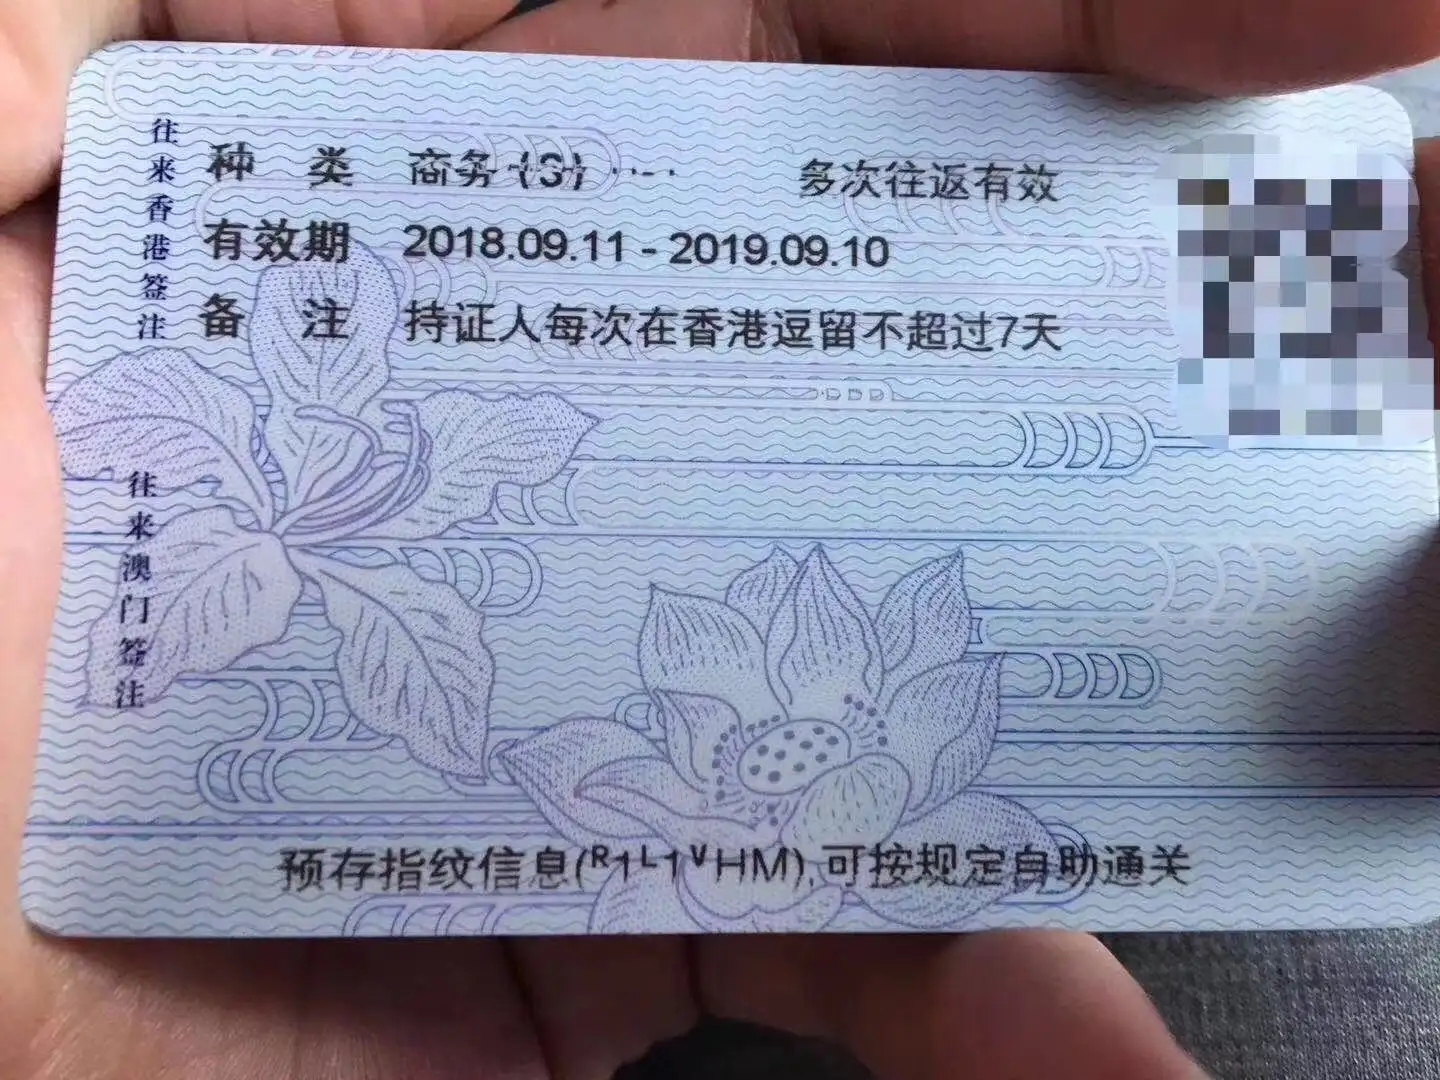 往来香港签注
种 类 商务 (S) ---- 多次往返有效
有效期 2018.09.11 - 2019.09.10
备 注 持证人每次在香港逗留不超过7天
往来澳门签注
预存指纹信息(R1L1VHM),可按规定自助通关